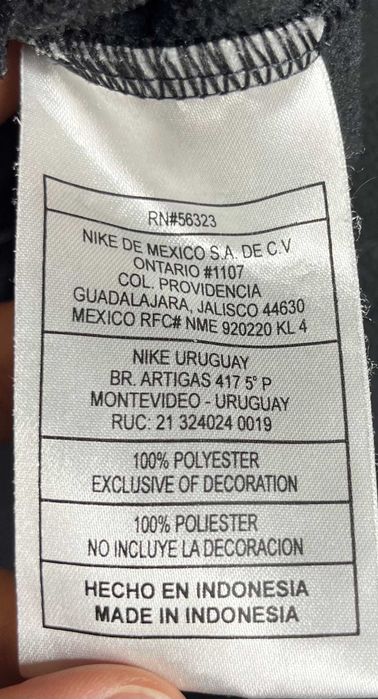 RN#56323
NIKE DE MEXICO S.A. DE C.V
ONTARIO #1107
COL. PROVIDENCIA
GUADALAJARA, JALISCO 44630
MEXICO RFC# NME 920220 KL 4
NIKE URUGUAY
BR. ARTIGAS 417 5° P
MONTEVIDEO - URUGUAY
RUC: 21 324024 0019
100% POLYESTER
EXCLUSIVE OF DECORATION
100% POLIESTER
NO INCLUYE LA DECORACION
HECHO EN INDONESIA
MADE IN INDONESIA